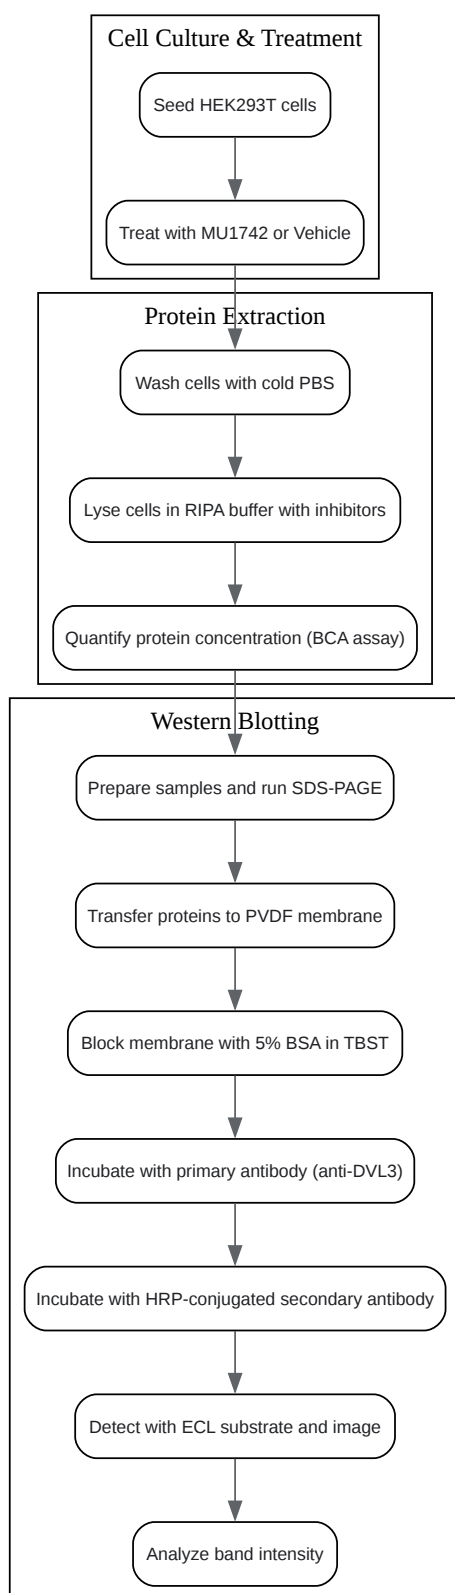 Cell Culture & Treatment
Seed HEK293T cells
Treat with MU1742 or Vehicle
Protein Extraction
Wash cells with cold PBS
Lyse cells in RIPA buffer with inhibitors
Quantify protein concentration (BCA assay)
Western Blotting
Prepare samples and run SDS-PAGE
Transfer proteins to PVDF membrane
Block membrane with 5% BSA in TBST
Incubate with primary antibody (anti-DVL3)
Incubate with HRP-conjugated secondary antibody
Detect with ECL substrate and image
Analyze band intensity